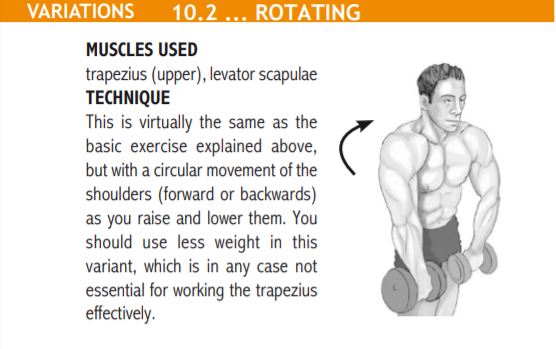 VARIATIONS 10.2 ... ROTATING
MUSCLES USED
trapezius (upper), levator scapulae
TECHNIQUE
This is virtually the same as the
basic exercise explained above,
but with a circular movement of the
shoulders (forward or backwards)
as you raise and lower them. You
should use less weight in this
variant, which is in any case not
essential for working the trapezius
effectively.